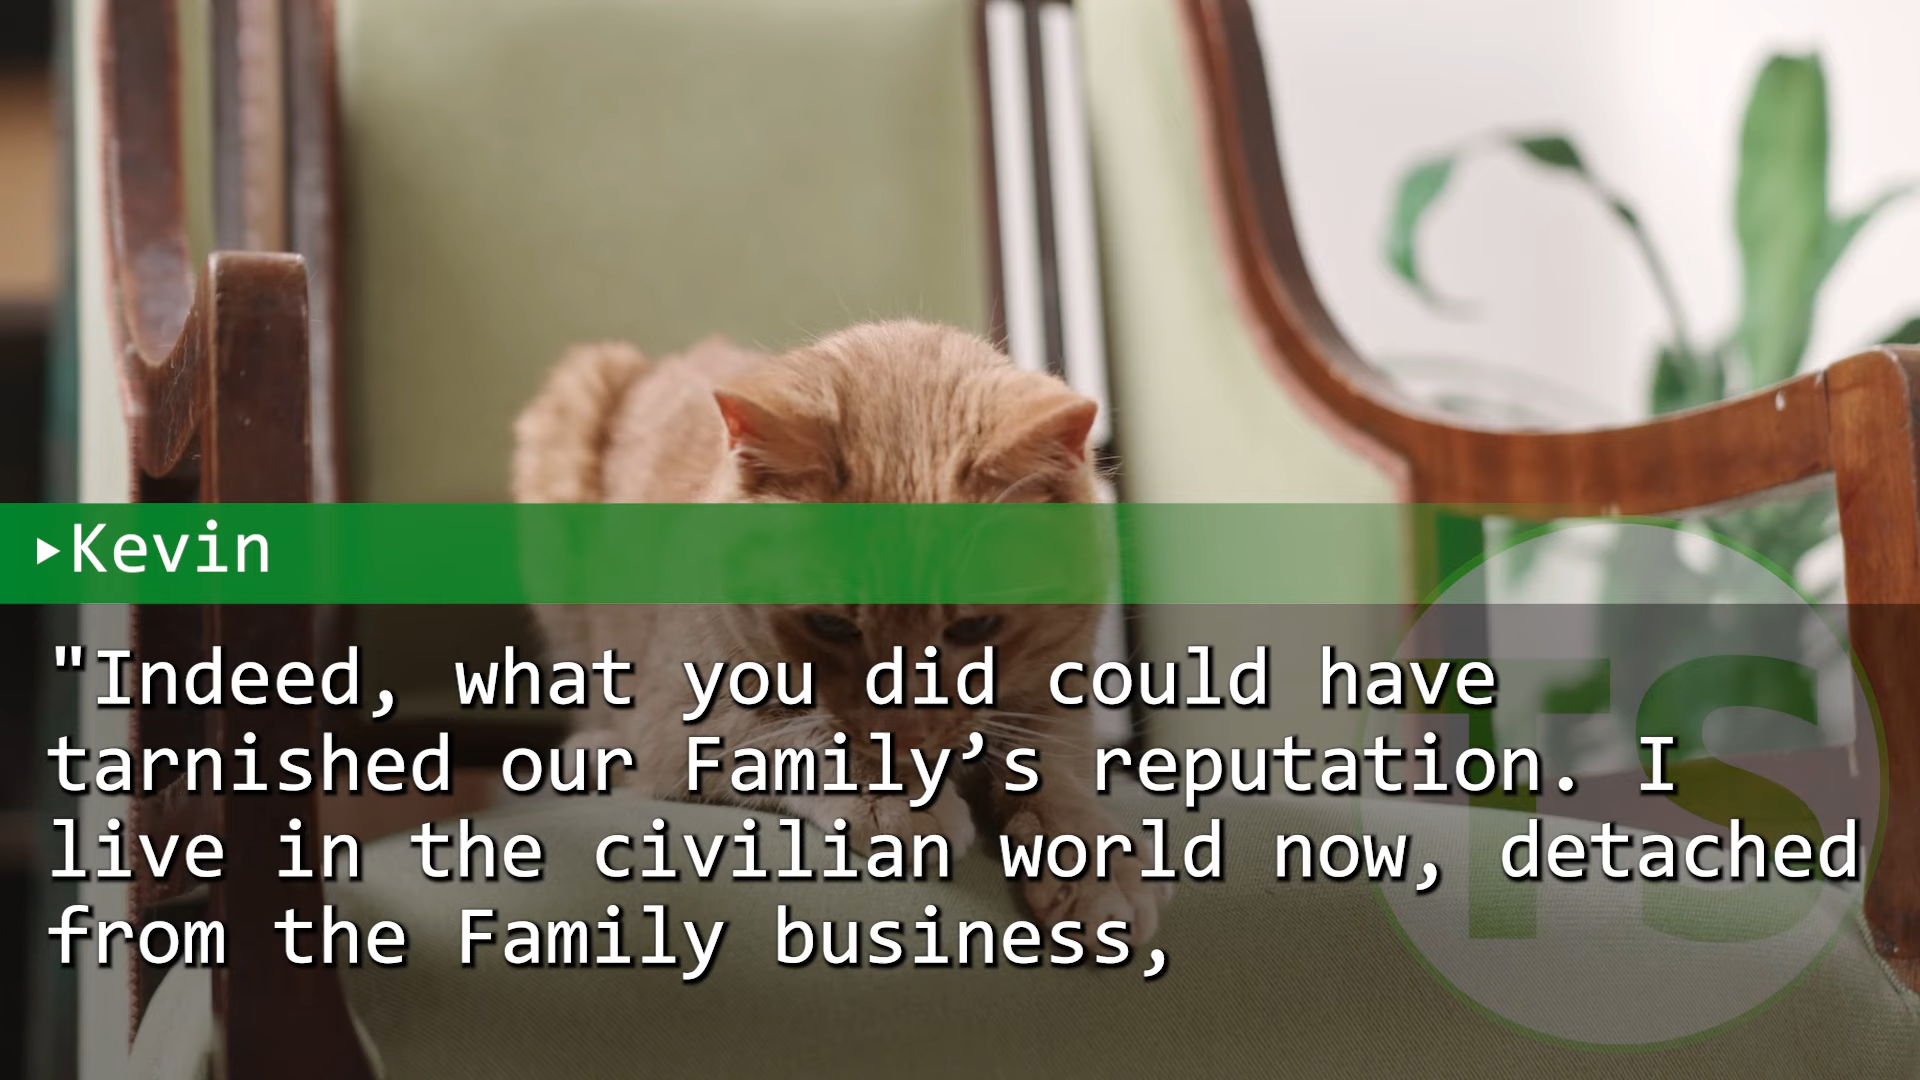 ▸Kevin
"Indeed, what you did could have
tarnished our Family’s reputation. I
live in the civilian world now, detached
from the Family business,
TS